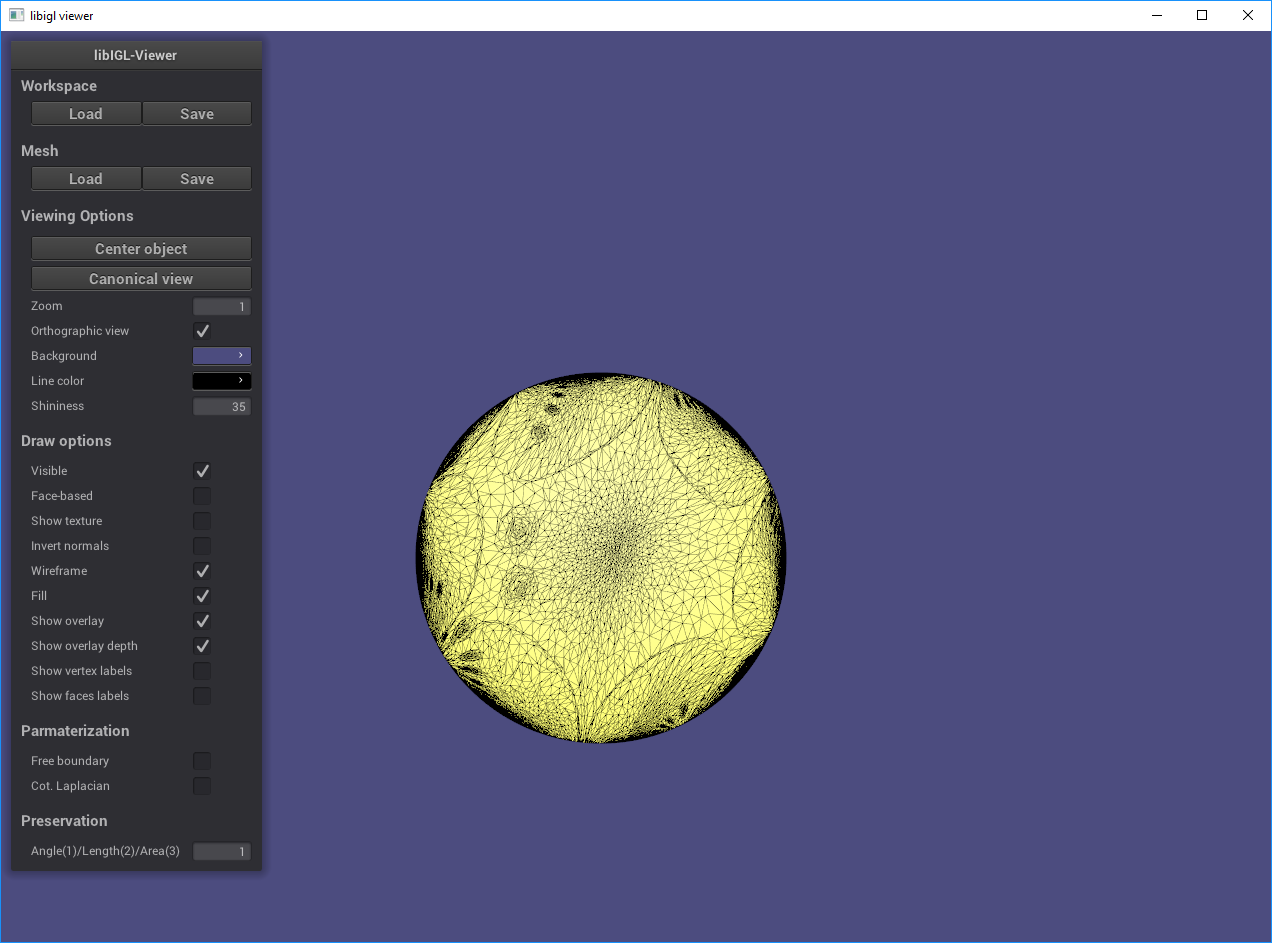 libigl viewer
libIGL-Viewer
Workspace
Load Save
Mesh
Load Save
Viewing Options
Center object
Canonical view
Zoom 1
Orthographic view
Background
Line color
Shininess 35
Draw options
Visible
Face-based
Show texture
Invert normals
Wireframe
Fill
Show overlay
Show overlay depth
Show vertex labels
Show faces labels
Parmaterization
Free boundary
Cot. Laplacian
Preservation
Angle(1)/Length(2)/Area(3) 1